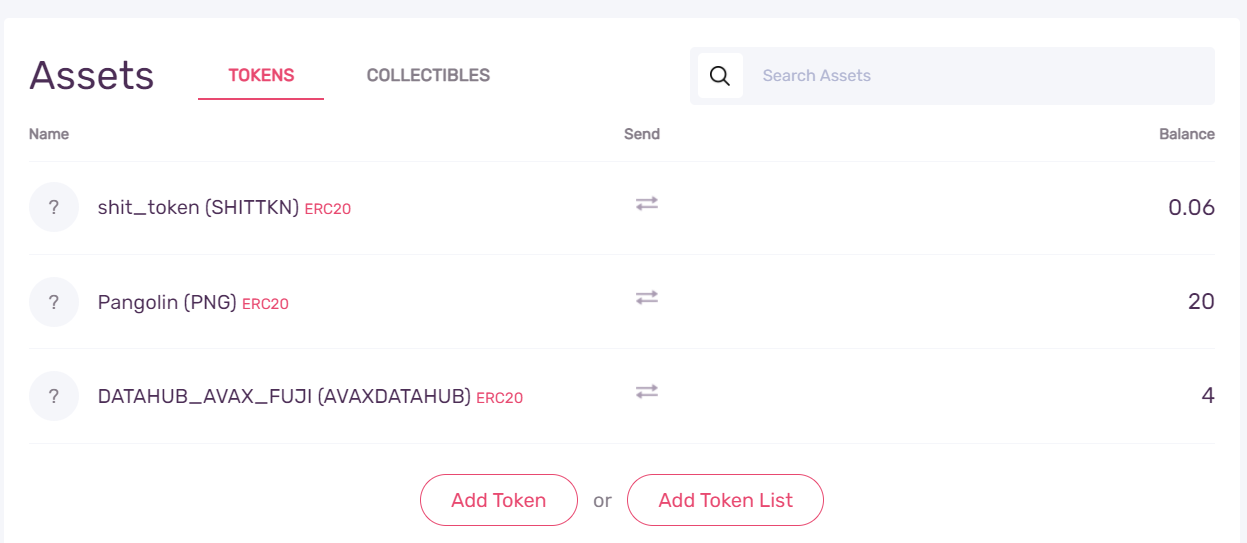 Assets TOKENS COLLECTIBLES Search Assets
Name Send Balance
? shit_token (SHITTKN) ERC20 0.06
? Pangolin (PNG) ERC20 20
? DATAHUB_AVAX_FUJI (AVAXDATAHUB) ERC20 4
Add Token or Add Token List